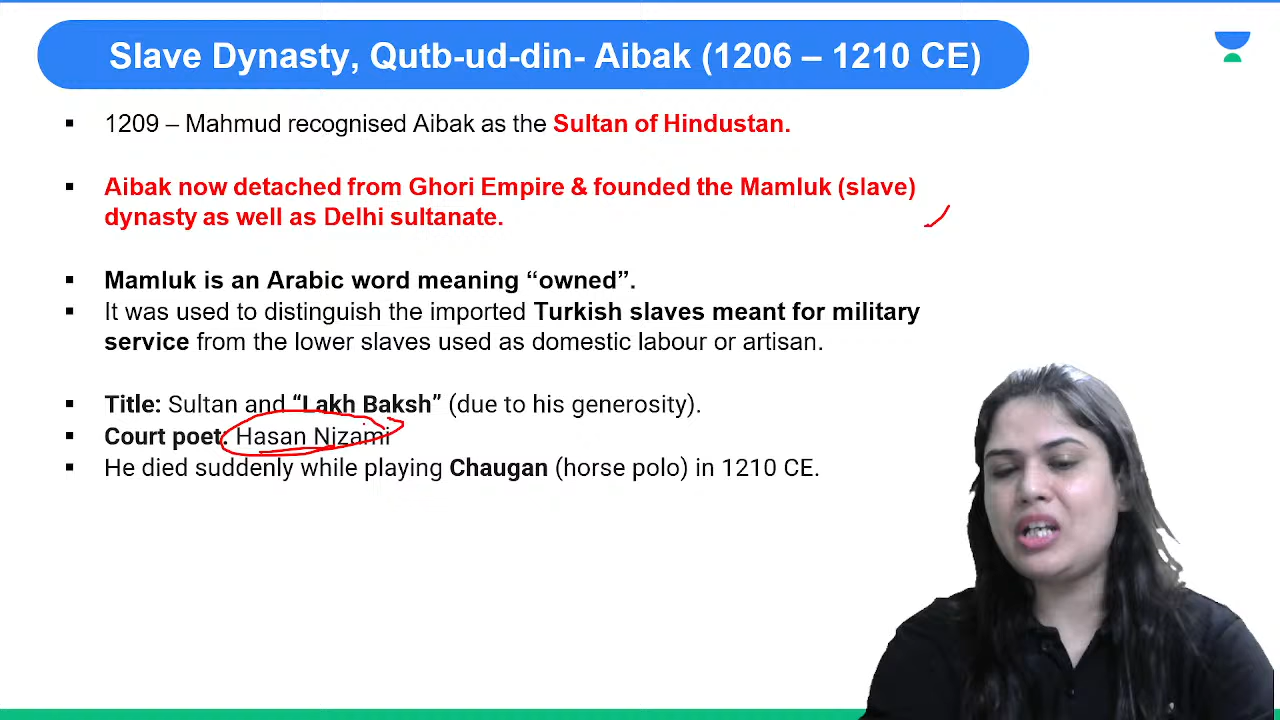 Slave Dynasty, Qutb-ud-din- Aibak (1206 – 1210 CE)
▪ 1209 – Mahmud recognised Aibak as the Sultan of Hindustan.
▪ Aibak now detached from Ghori Empire & founded the Mamluk (slave)
dynasty as well as Delhi sultanate.
▪ Mamluk is an Arabic word meaning “owned”.
▪ It was used to distinguish the imported Turkish slaves meant for military
service from the lower slaves used as domestic labour or artisan.
▪ Title: Sultan and “Lakh Baksh” (due to his generosity).
▪ Court poet: Hasan Nizami
▪ He died suddenly while playing Chaugan (horse polo) in 1210 CE.